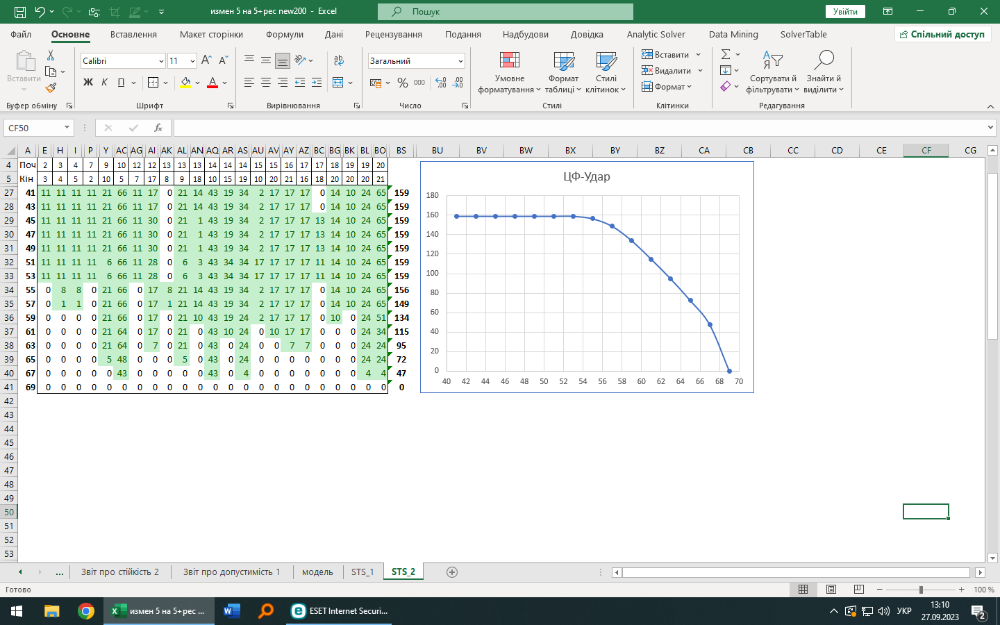 измен 5 на 5+рес new200 - Excel
Пошук
Увійти
Файл Основне Вставлення Макет сторінки Формули Дані Рецензування Подання Надбудови Довідка Analytic Solver Data Mining SolverTable Спільний доступ
Вставити
Буфер обміну
Calibri 11
Ж К П
Шрифт
Вирівнювання
Загальний
% 000
Число
Умовне форматування
Формат таблиці
Стилі клітинок
Стилі
Вставити
Видалити
Формат
Клітинки
Сортувати й фільтрувати
Знайти й виділити
Редагування
CF50
A E H I P Y AC AG AI AK AL AN AQ AR AS AU AV AY AZ BC BG BK BL BO BS BU BV BW BX BY BZ CA CB CC CD CE CF CG
4 Поч 2 3 4 7 9 10 12 12 13 13 13 14 14 14 15 15 16 17 17 18 19 19 20
5 Кін 3 4 5 2 10 5 7 17 8 9 18 10 15 19 10 20 21 16 18 20 20 20 21
27 41 11 11 11 11 21 66 11 17 0 21 14 43 19 34 2 17 17 17 0 14 10 24 65 159
28 43 11 11 11 11 21 66 11 17 0 21 14 43 19 34 2 17 17 17 0 14 10 24 65 159
29 45 11 11 11 11 21 66 11 30 0 21 1 43 19 34 2 17 17 17 13 14 10 24 65 159
30 47 11 11 11 11 21 66 11 30 0 21 1 43 19 34 2 17 17 17 13 14 10 24 65 159
31 49 11 11 11 11 21 66 11 30 0 21 1 43 19 34 2 17 17 17 13 14 10 24 65 159
32 51 11 11 11 11 6 66 11 28 0 6 3 43 34 34 17 17 17 17 11 14 10 24 65 159
33 53 11 11 11 11 6 66 11 28 0 6 3 43 34 34 17 17 17 17 11 14 10 24 65 159
34 55 0 8 8 0 21 66 0 17 8 21 14 43 19 34 2 17 17 17 0 14 10 24 65 156
35 57 0 1 1 0 21 66 0 17 1 21 14 43 19 34 2 17 17 17 0 14 10 24 65 149
36 59 0 0 0 0 21 66 0 17 0 21 10 43 19 24 2 17 17 17 0 10 0 24 51 134
37 61 0 0 0 0 21 64 0 17 0 21 0 43 10 24 0 10 17 17 0 0 0 24 34 115
38 63 0 0 0 0 21 64 0 7 0 21 0 43 0 24 0 0 7 7 0 0 0 24 24 95
39 65 0 0 0 0 5 48 0 0 0 5 0 43 0 24 0 0 0 0 0 0 0 24 24 72
40 67 0 0 0 0 0 43 0 0 0 0 0 43 0 4 0 0 0 0 0 0 0 4 4 47
41 69 0 0 0 0 0 0 0 0 0 0 0 0 0 0 0 0 0 0 0 0 0 0 0 0
42
43
44
45
46
47
48
49
50
51
52
53
ЦФ-Удар
180
160
140
120
100
80
60
40
20
0
40 42 44 46 48 50 52 54 56 58 60 62 64 66 68 70
... Звіт про стійкість 2 Звіт про допустимість 1 модель STS_1 STS_2
Готово
100 %
измен 5 на 5+рес ...
ESET Internet Securi...
УКР
13:10
27.09.2023
2